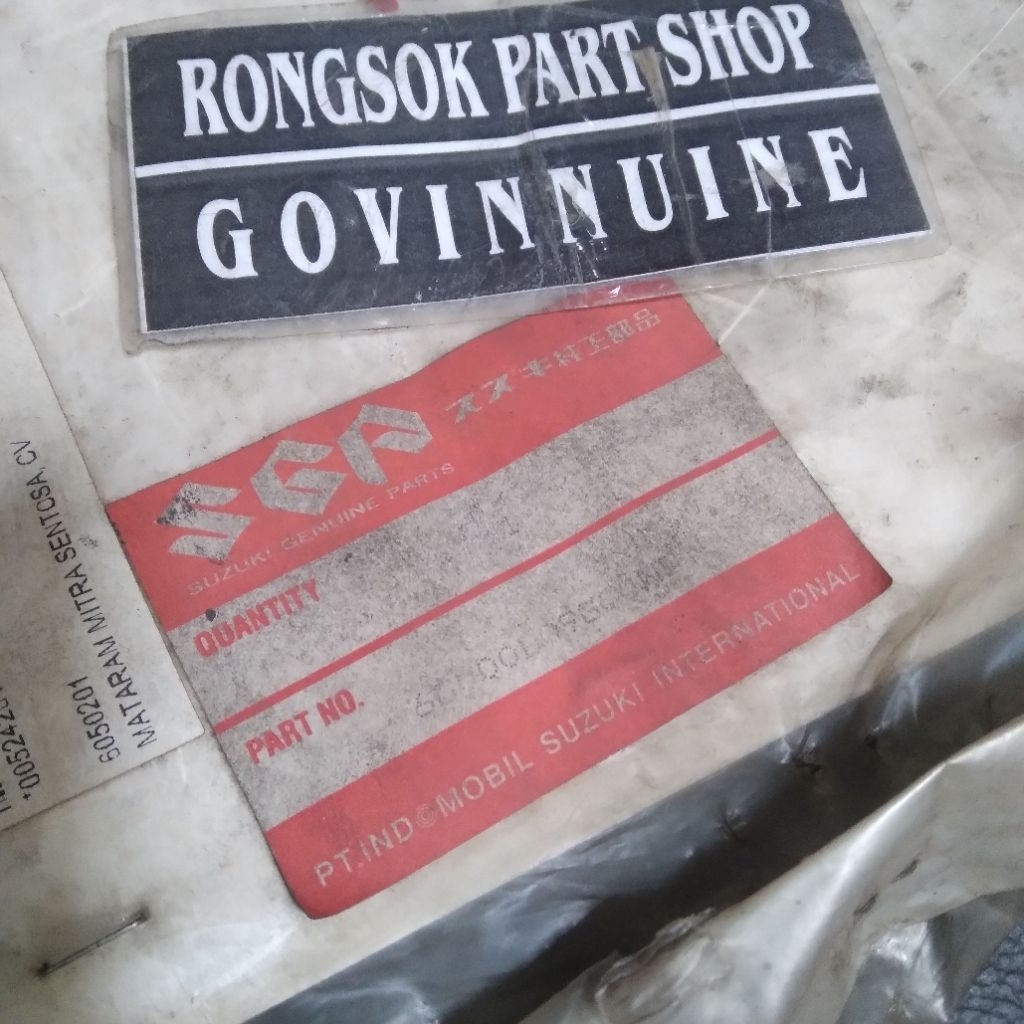 RONGSOK PART SHOP
GOVINNUINE
SGP スズキ純正部品
SUZUKI GENUINE PARTS
QUANTITY
PART NO.
PT.INDOMOBIL SUZUKI INTERNATIONAL
5050201
MATARAM MITRA SENTOSA CV